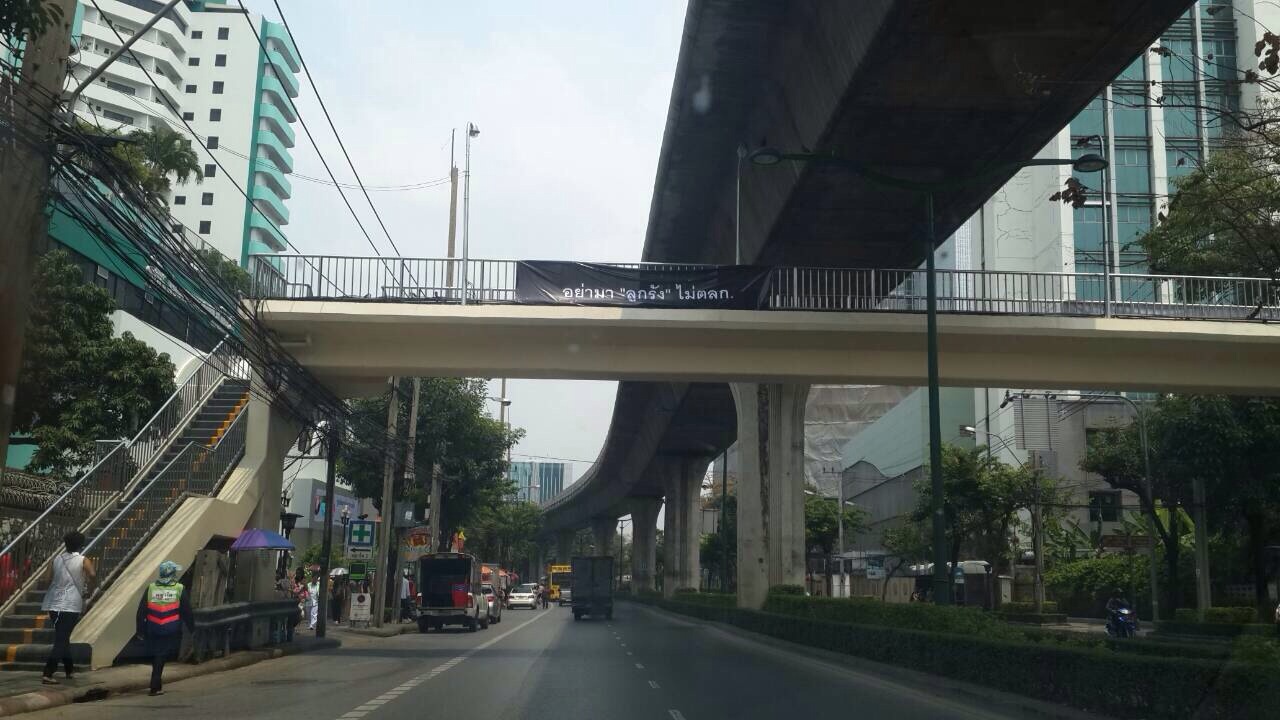 อย่ามา "ลูกรัง" ไม่ตลก.